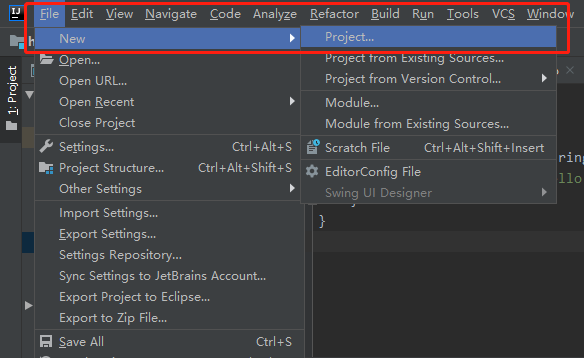 IJ File Edit View Navigate Code Analyze Refactor Build Run Tools VCS Window
h
1: Project
New
Open...
Open URL...
Open Recent
Close Project
Settings... Ctrl+Alt+S
Project Structure... Ctrl+Alt+Shift+S
Other Settings
Import Settings...
Export Settings...
Settings Repository...
Sync Settings to JetBrains Account...
Export Project to Eclipse...
Export to Zip File...
Save All Ctrl+S
Project...
Project from Existing Sources...
Project from Version Control...
Module...
Module from Existing Sources...
Scratch File Ctrl+Alt+Shift+Insert
EditorConfig File
Swing UI Designer
ring
llo
}